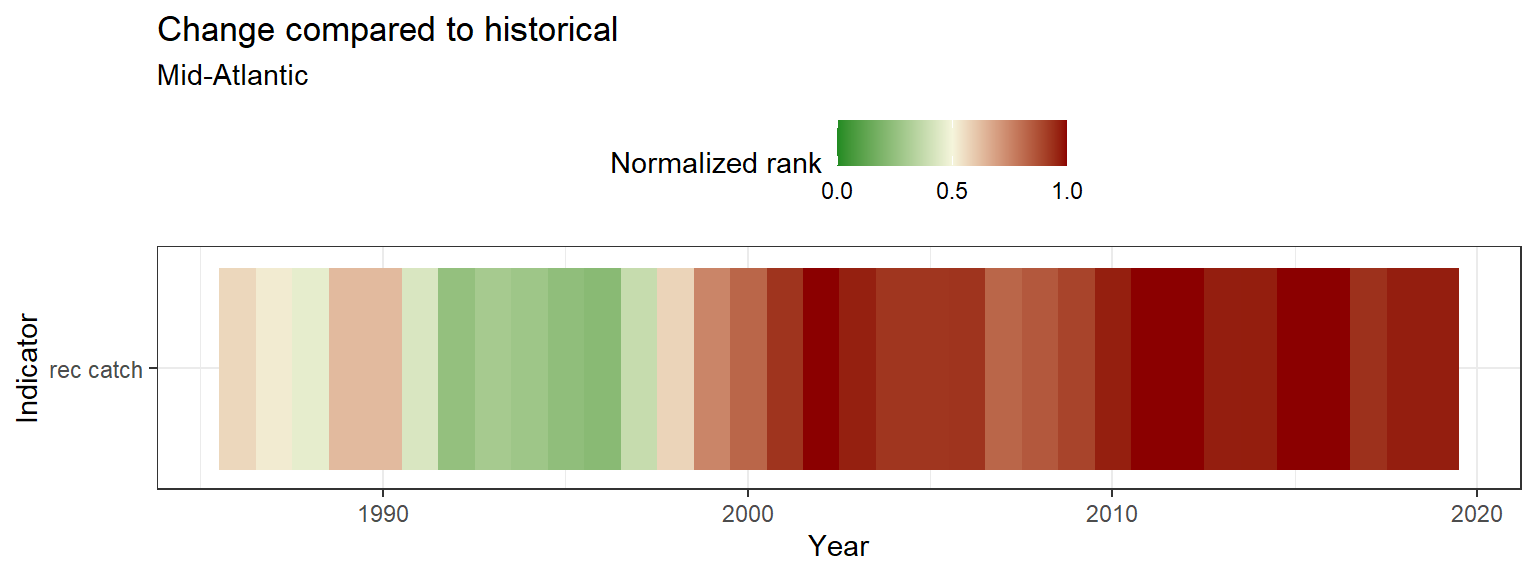 Change compared to historical
Mid-Atlantic
Normalized rank
0.0 0.5 1.0
Indicator
rec catch
1990 2000 2010 2020
Year